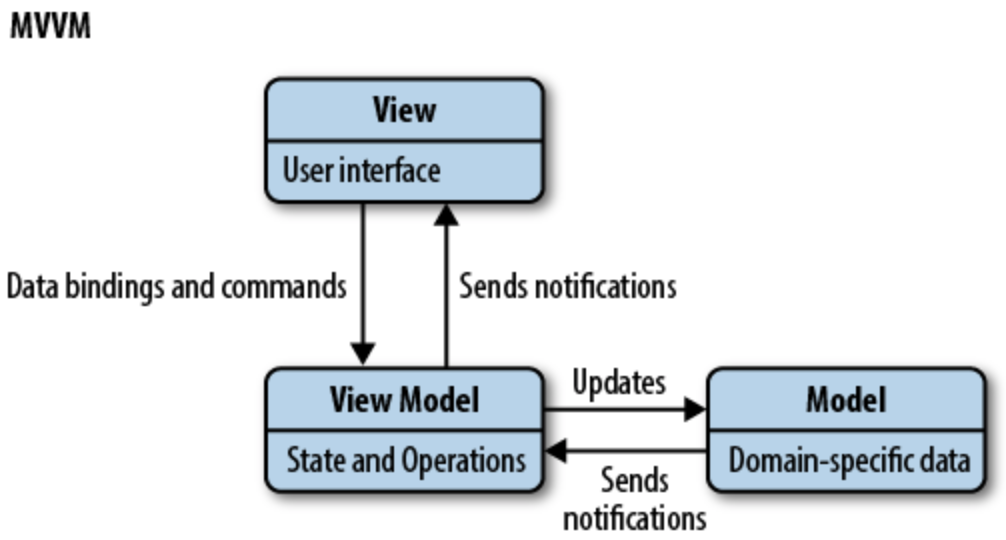 MVVM
View
User interface
Data bindings and commands
Sends notifications
View Model
State and Operations
Updates
Sends
notifications
Model
Domain-specific data